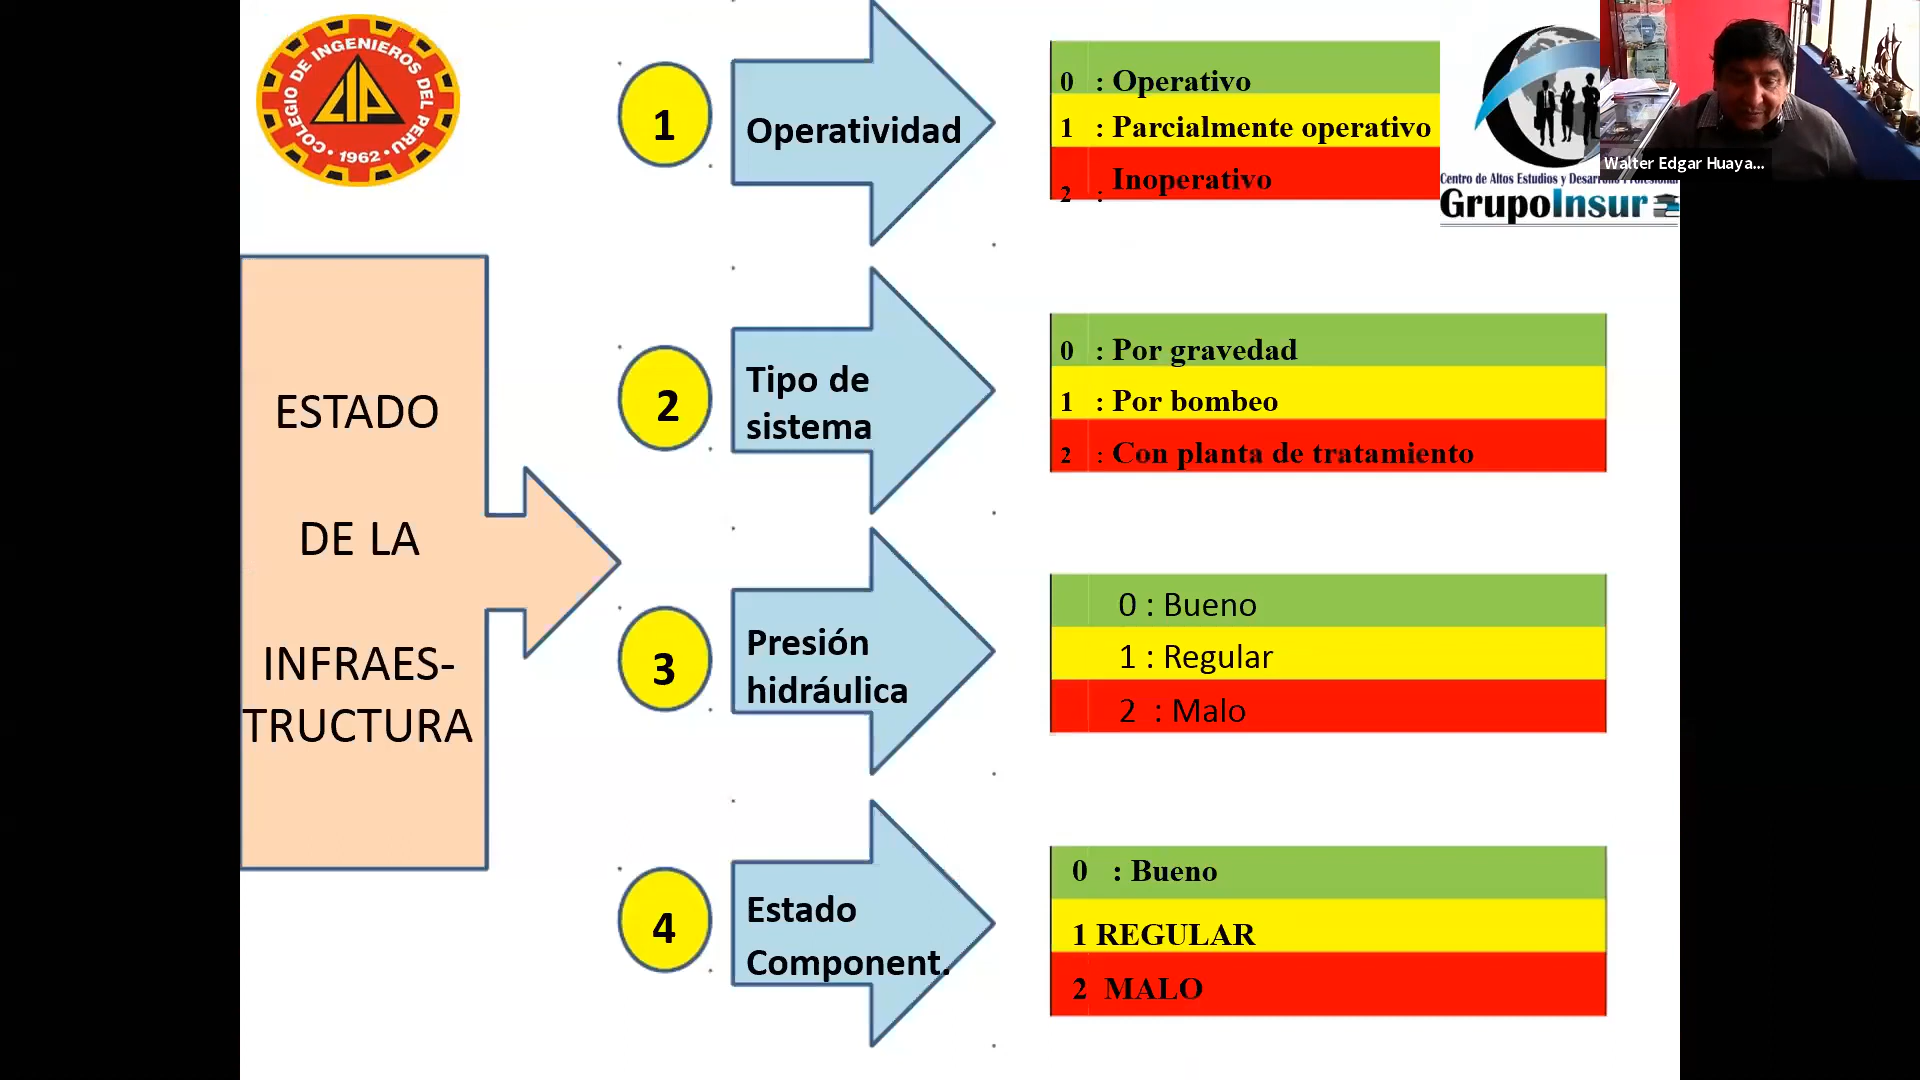 COLEGIO DE INGENIEROS DEL PERU
CIP
• 1962 •
ESTADO
DE LA
INFRAES-
TRUCTURA
1
Operatividad
0 : Operativo
1 : Parcialmente operativo
2 : Inoperativo
2
Tipo de
sistema
0 : Por gravedad
1 : Por bombeo
2 : Con planta de tratamiento
3
Presión
hidráulica
0 : Bueno
1 : Regular
2 : Malo
4
Estado
Component.
0 : Bueno
1 REGULAR
2 MALO
Centro de Altos Estudios y Desarrollo Profesional
GrupoInsur
Walter Edgar Huaya...